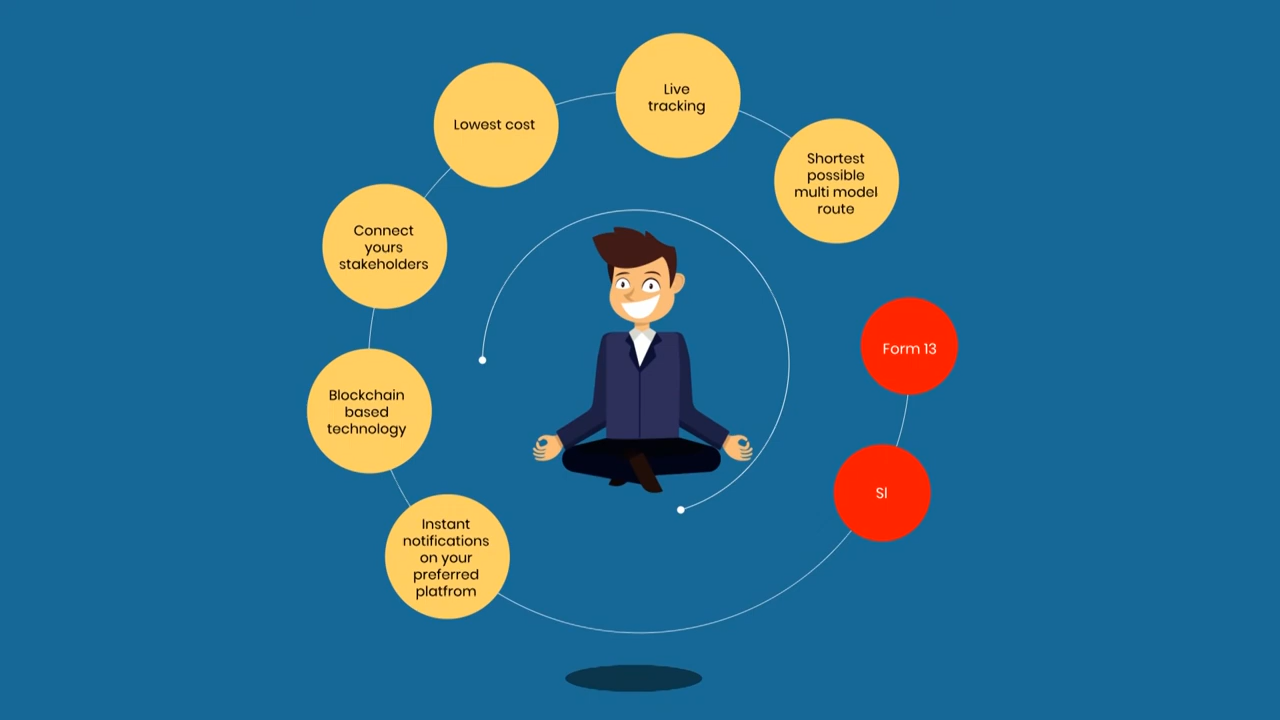 Live
tracking
Lowest cost
Shortest
possible
multi model
route
Connect
yours
stakeholders
Form 13
Blockchain
based
technology
SI
Instant
notifications
on your
preferred
platfrom